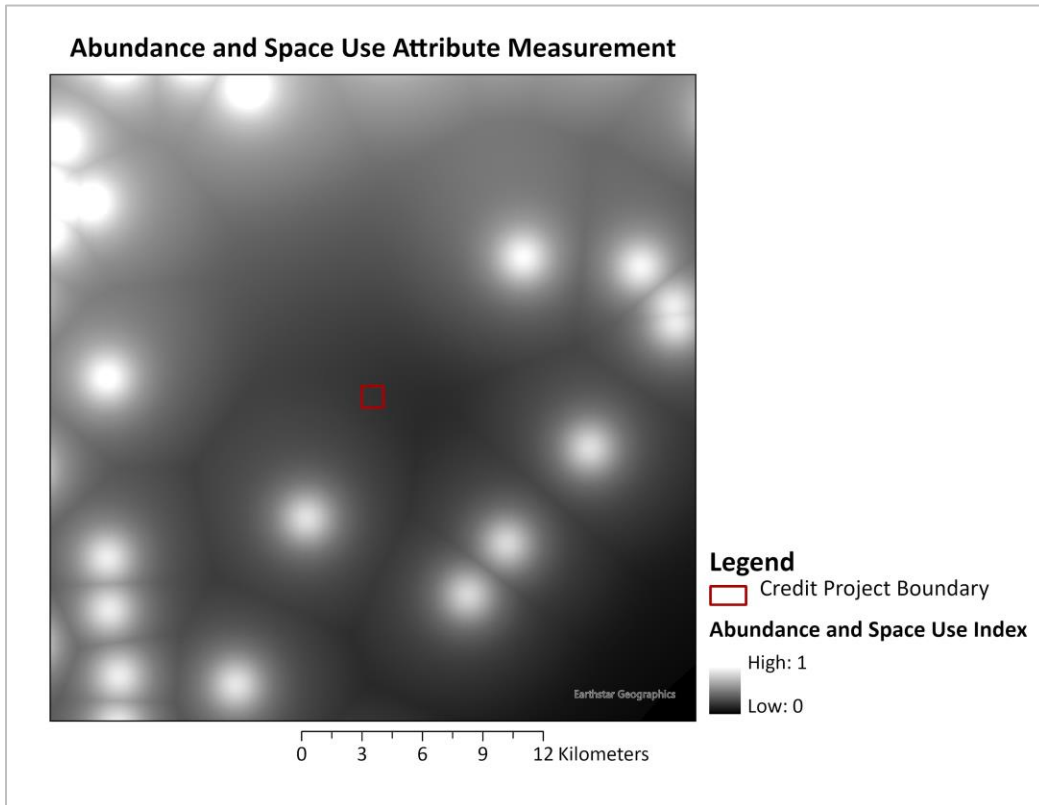 Abundance and Space Use Attribute Measurement
Legend
Credit Project Boundary
Abundance and Space Use Index
High: 1
Low: 0
Earthstar Geographics
0 3 6 9 12 Kilometers